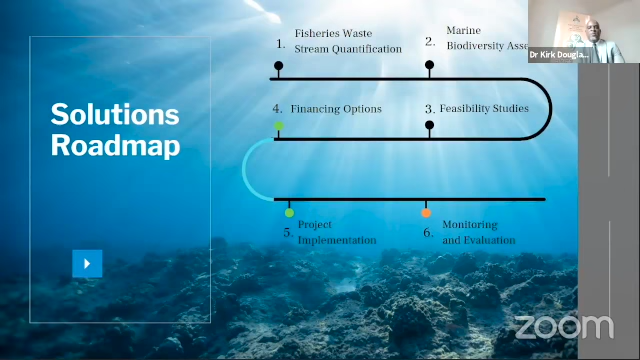 Solutions
Roadmap
1. Fisheries Waste
Stream Quantification
2. Marine
Biodiversity Asse
Dr Kirk Dougla...
4. Financing Options
3. Feasibility Studies
5. Project
Implementation
6. Monitoring
and Evaluation
zoom